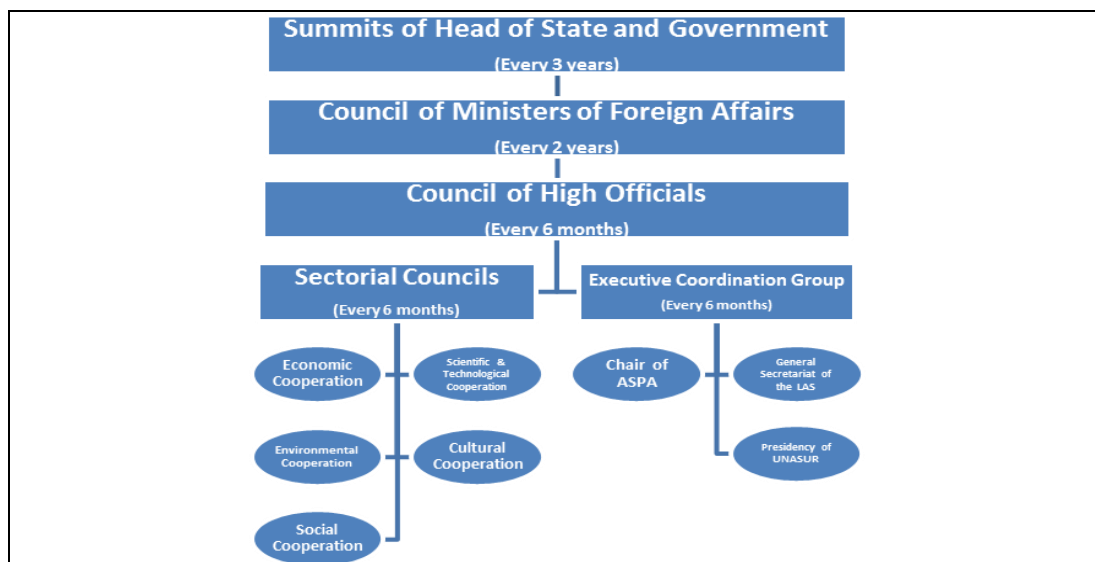 Summits of Head of State and Government
(Every 3 years)
Council of Ministers of Foreign Affairs
(Every 2 years)
Council of High Officials
(Every 6 months)
Sectorial Councils
(Every 6 months)
Executive Coordination Group
(Every 6 months)
Economic
Cooperation
Scientific &
Technological
Cooperation
Environmental
Cooperation
Cultural
Cooperation
Social
Cooperation
Chair of
ASPA
General
Secretariat of
the LAS
Presidency of
UNASUR